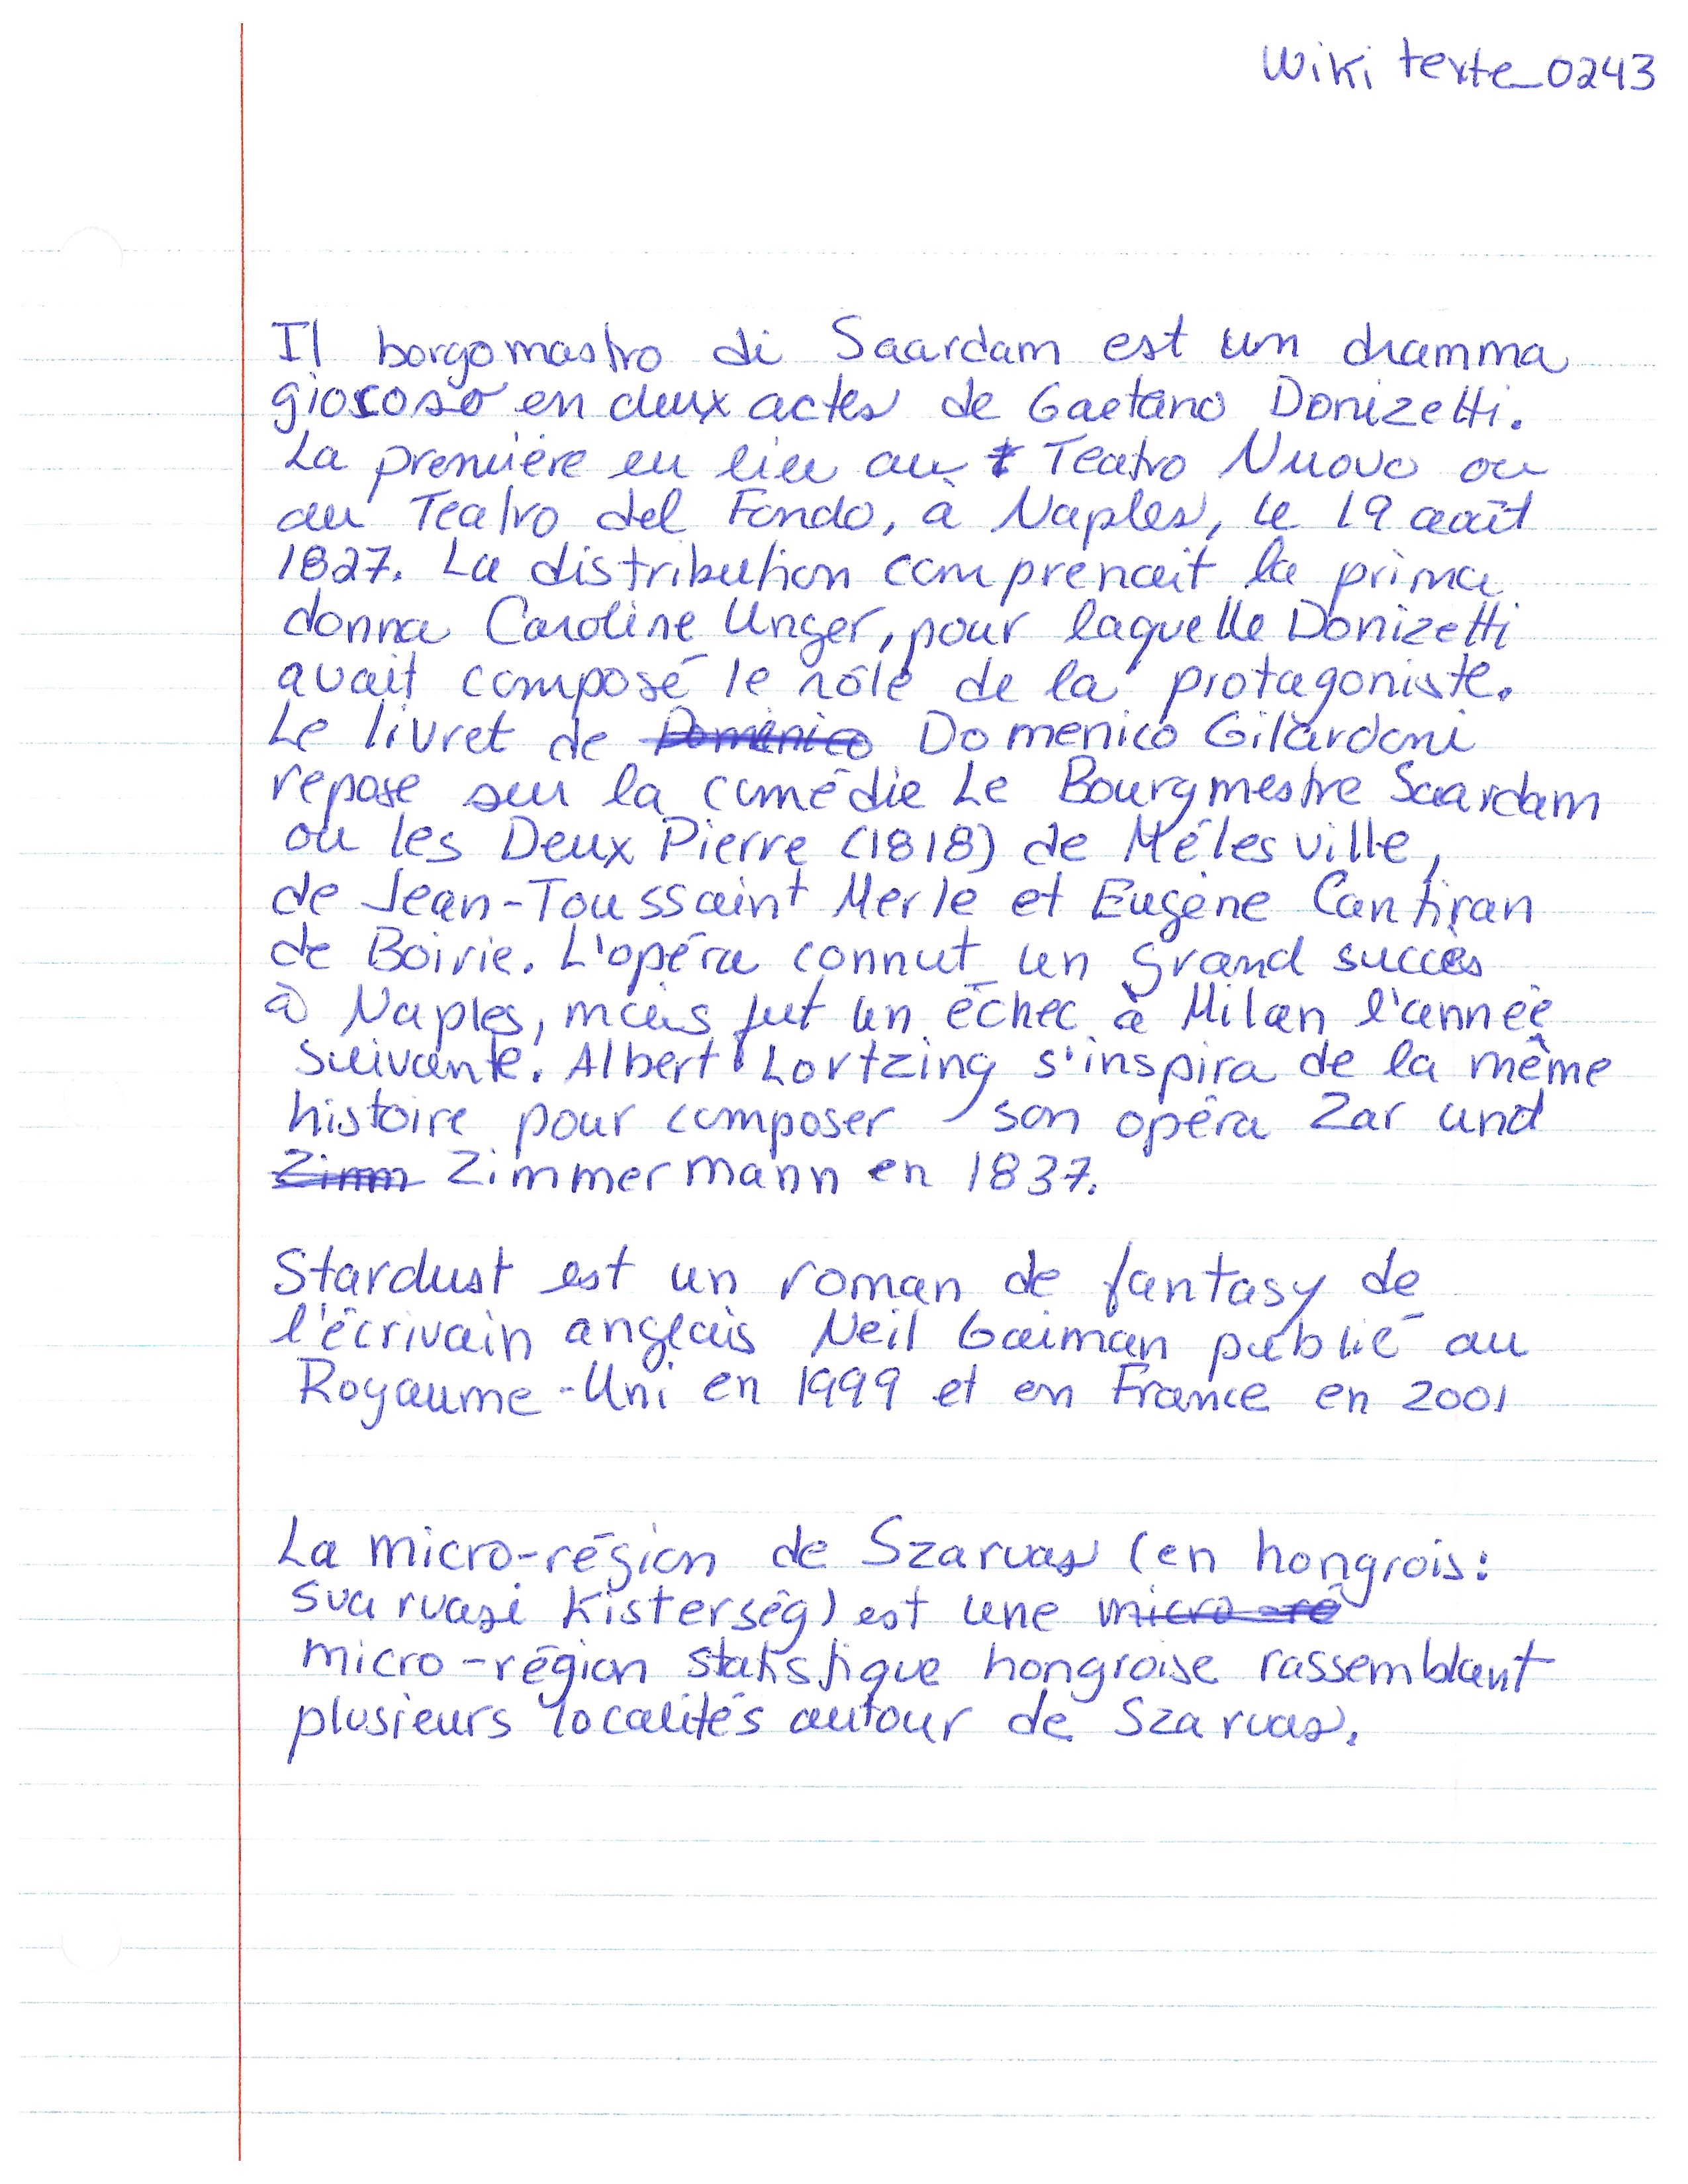 Wiki texte_0243
Il borgomastro di Saardam est un dramma
giocoso en deux actes de Gaetano Donizetti.
La première eu lieu au Teatro Nuovo ou
au Teatro del Fondo, à Naples, le 19 août
1827. La distribution comprenait la prima
donna Caroline Unger, pour laquelle Donizetti
avait composé le rôle de la protagoniste.
Le livret de Domenico Domenico Gilardoni
repose sur la comédie Le Bourgmestre Saardam
ou les Deux Pierre (1818) de Mélesville,
de Jean-Toussaint Merle et Eugène Cantiran
de Boirie. L'opéra connut un grand succès
à Naples, mais fut un échec à Milan l'année
suivante. Albert Lortzing s'inspira de la même
histoire pour composer son opéra Zar und
Zimm Zimmermann en 1837.
Stardust est un roman de fantasy de
l'écrivain anglais Neil Gaiman publié au
Royaume-Uni en 1999 et en France en 2001
La micro-région de Szarvas (en hongrois:
Svarvasi Kisterség) est une micro-ré
micro-région statistique hongroise rassemblant
plusieurs localités autour de Szarvas.